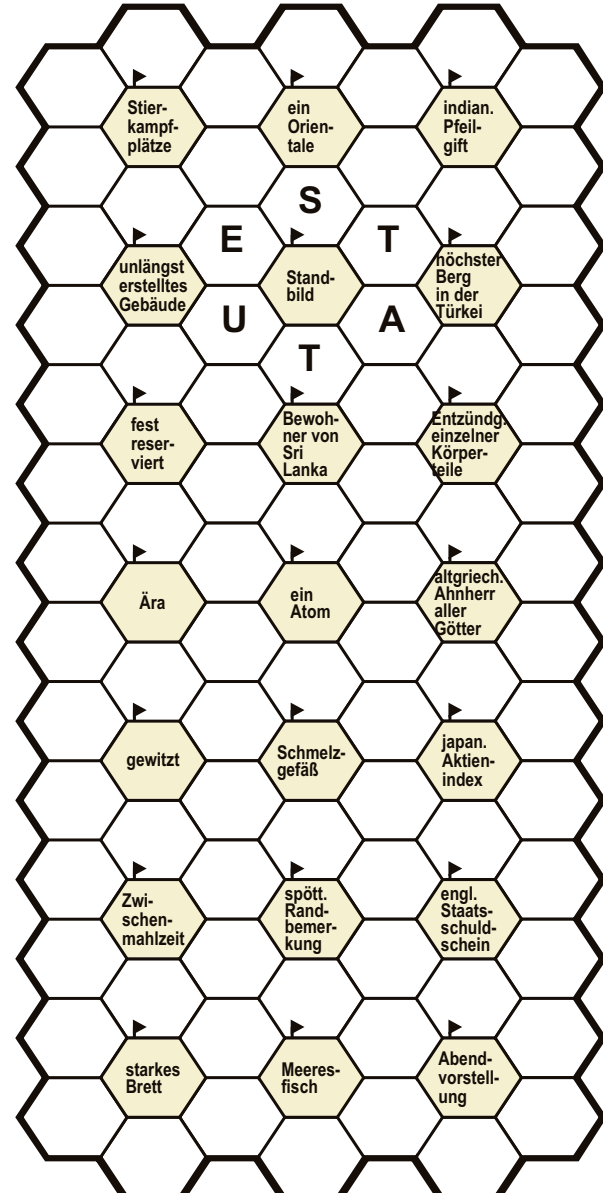 Stier-
kampf-
plätze
ein
Orien-
tale
indian.
Pfeil-
gift
S
E
T
unlängst
erstelltes
Gebäude
Stand-
bild
höchster
Berg
in der
Türkei
U
A
T
fest
reser-
viert
Bewoh-
ner von
Sri
Lanka
Entzündg.
einzelner
Körper-
teile
Ära
ein
Atom
altgriech.
Ahnherr
aller
Götter
gewitzt
Schmelz-
gefäß
japan.
Aktien-
index
Zwi-
schen-
mahlzeit
spött.
Rand-
bemer-
kung
engl.
Staats-
schuld-
schein
starkes
Brett
Meeres-
fisch
Abend-
vorstell-
ung